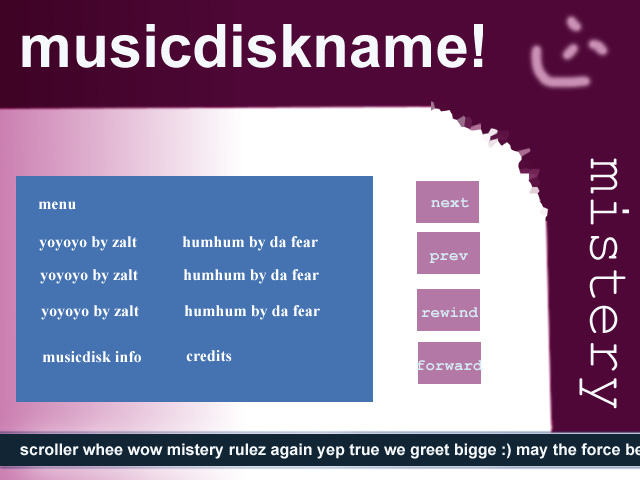 musicdiskname!
mistery
menu
yoyoyo by zalt humhum by da fear
yoyoyo by zalt humhum by da fear
yoyoyo by zalt humhum by da fear
musicdisk info credits
next
prev
rewind
forward
scroller whee wow mistery rulez again yep true we greet bigge :) may the force be